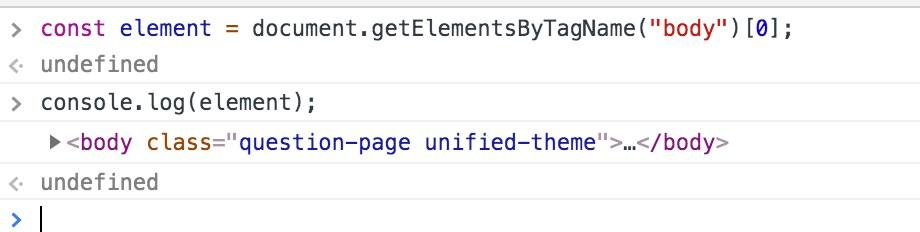 > const element = document.getElementsByTagName("body")[0];
<· undefined
> console.log(element);
▶<body class="question-page unified-theme">…</body>
<· undefined
>